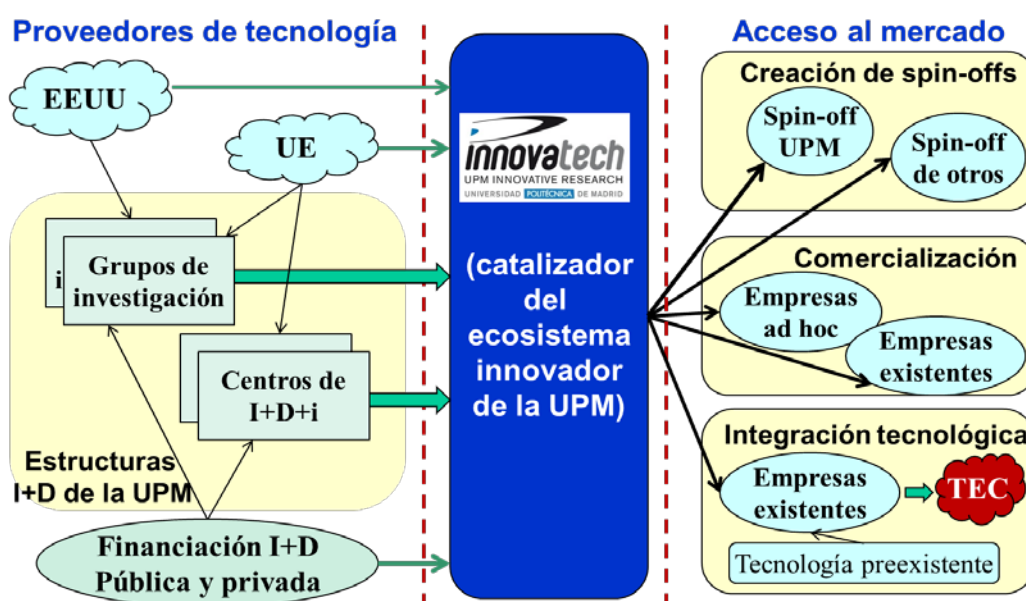 Proveedores de tecnología
EEUU
UE
i
Grupos de
investigación
Centros de
I+D+i
Estructuras
I+D de la UPM
Financiación I+D
Pública y privada
innovatech
UPM INNOVATIVE RESEARCH
UNIVERSIDAD POLITÉCNICA DE MADRID
(catalizador
del
ecosistema
innovador
de la UPM)
Acceso al mercado
Creación de spin-offs
Spin-off
UPM
Spin-off
de otros
Comercialización
Empresas
ad hoc
Empresas
existentes
Integración tecnológica
Empresas
existentes
TEC
Tecnología preexistente